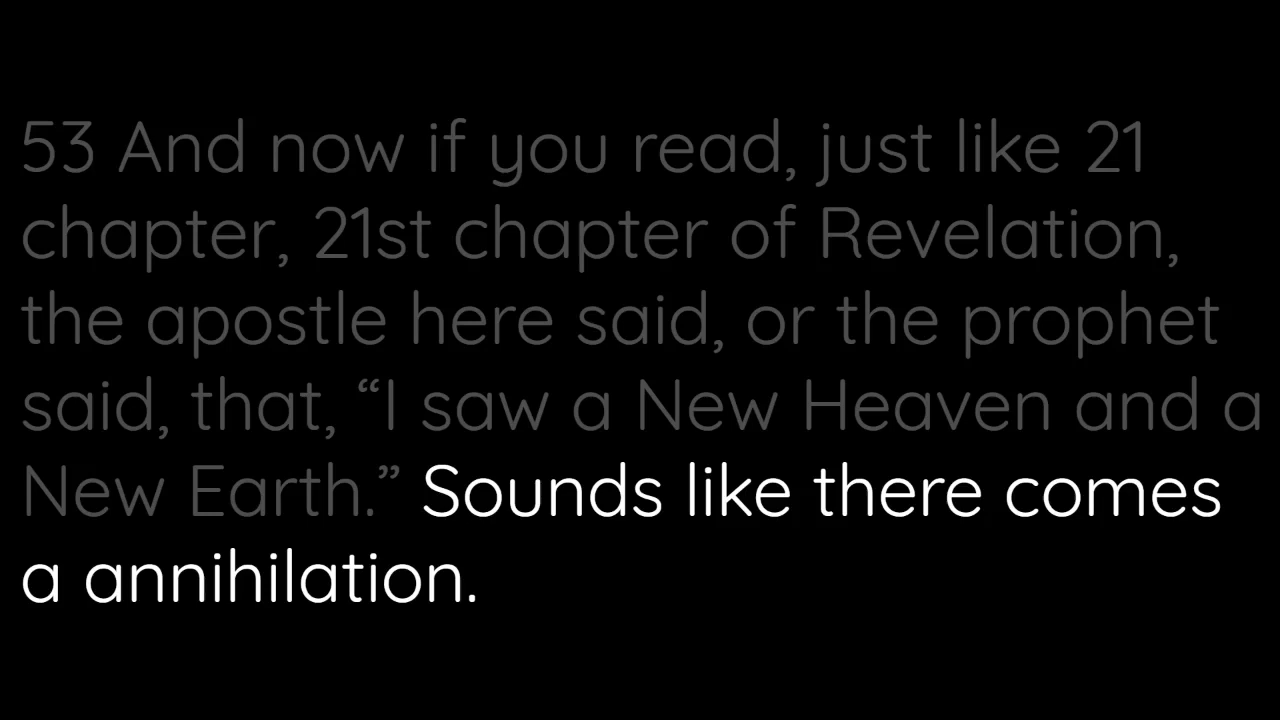 53 And now if you read, just like 21
chapter, 21st chapter of Revelation,
the apostle here said, or the prophet
said, that, “I saw a New Heaven and a
New Earth.” Sounds like there comes
a annihilation.